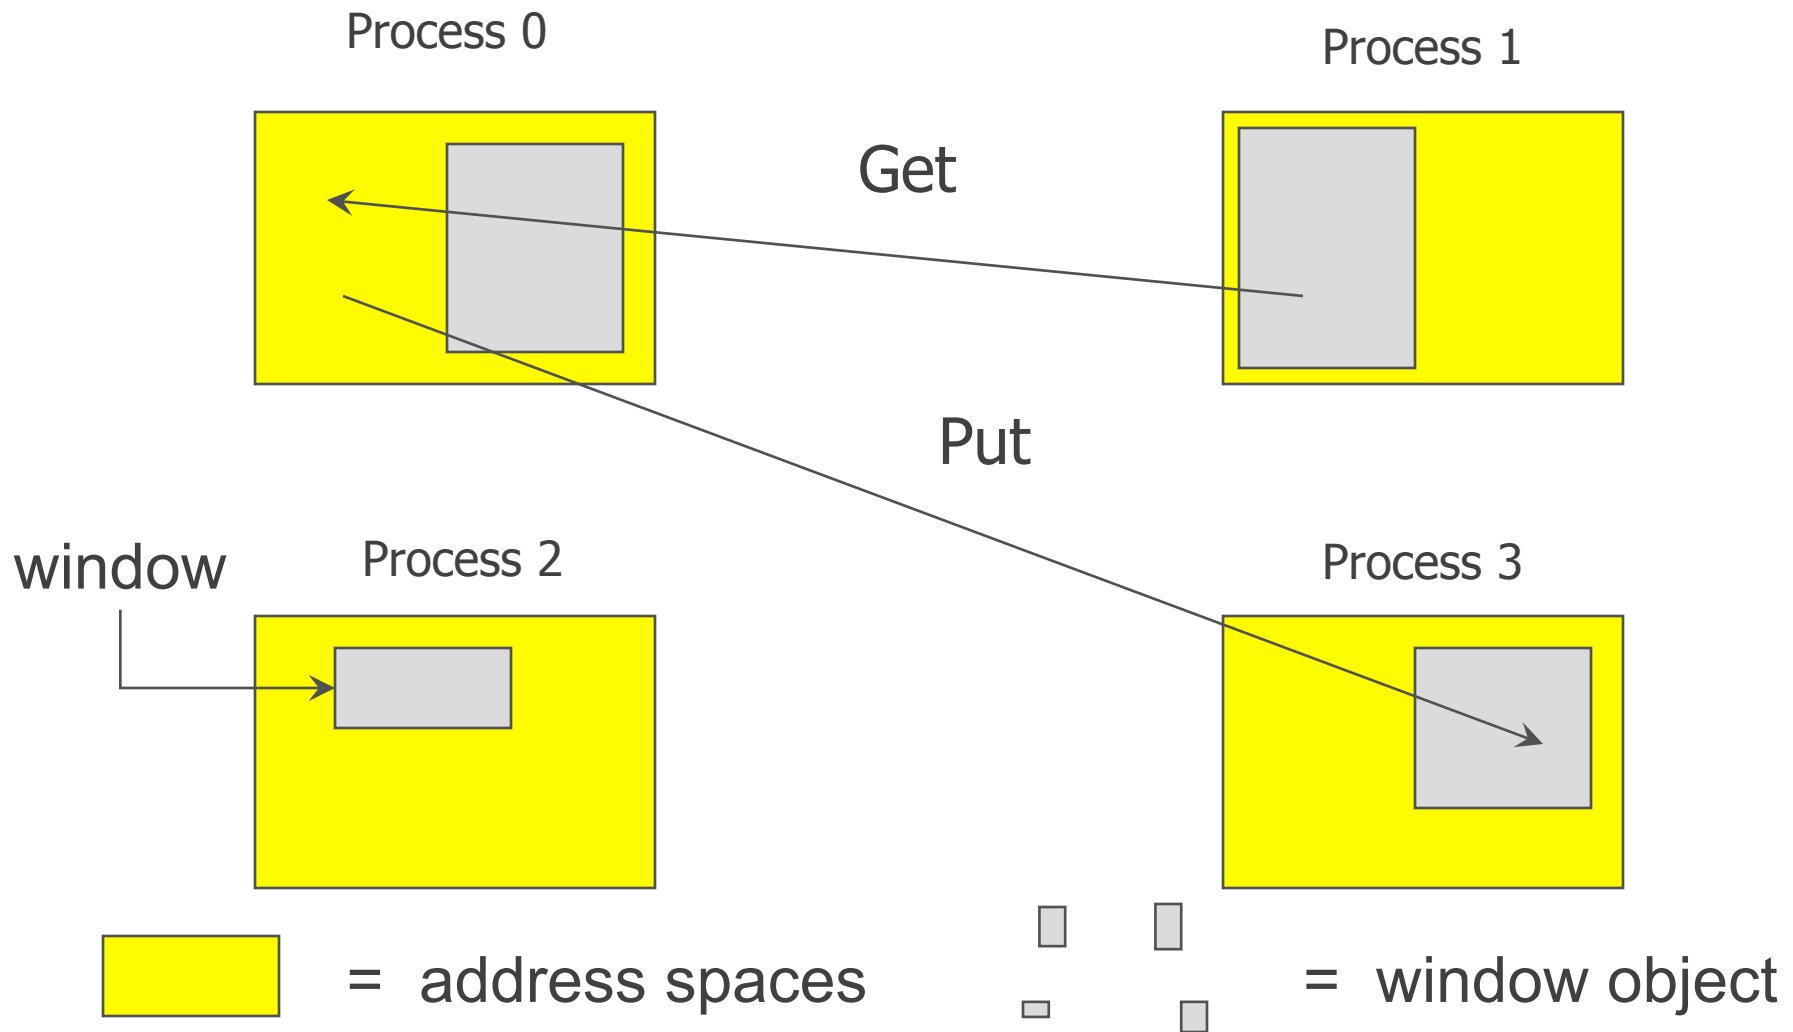 Process 0
Process 1
Get
Put
window
Process 2
Process 3
= address spaces
= window object